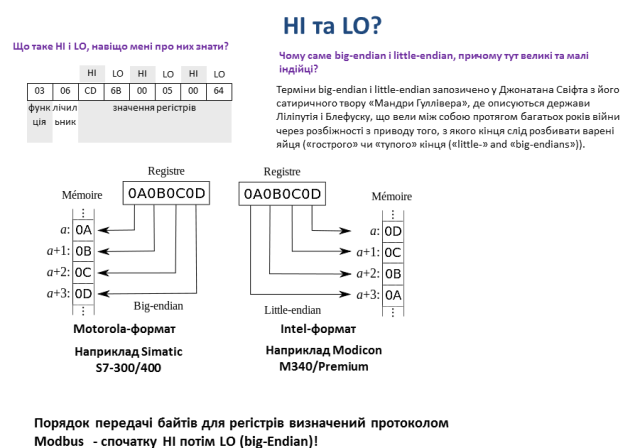 HI та LO?
Що таке HI і LO, навіщо мені про них знати?
HI LO HI LO HI LO
03 06 CD 6B 00 05 00 64
функ лічил значення регістрів
ція ьник
Чому саме big-endian і little-endian, причому тут великі та малі
індійці?
Терміни big-endian і little-endian запозичено у Джонатана Свіфта з його
сатиричного твору «Мандри Гуллівера», де описуються держави
Ліліпутія і Блефуску, що вели між собою протягом багатьох років війни
через розбіжності з приводу того, з якого кінця слід розбивати варені
яйця («гострого» чи «тупого» кінця («little-» and «big-endians»)).
Registre
0A0B0C0D
Mémoire
a: 0A
a+1: 0B
a+2: 0C
a+3: 0D
Big-endian
Motorola-формат
Наприклад Simatic
S7-300/400
Registre
0A0B0C0D
Mémoire
a: 0D
a+1: 0C
a+2: 0B
a+3: 0A
Little-endian
Intel-формат
Наприклад Modicon
M340/Premium
Порядок передачі байтів для регістрів визначений протоколом
Modbus - спочатку HI потім LO (big-Endian)!